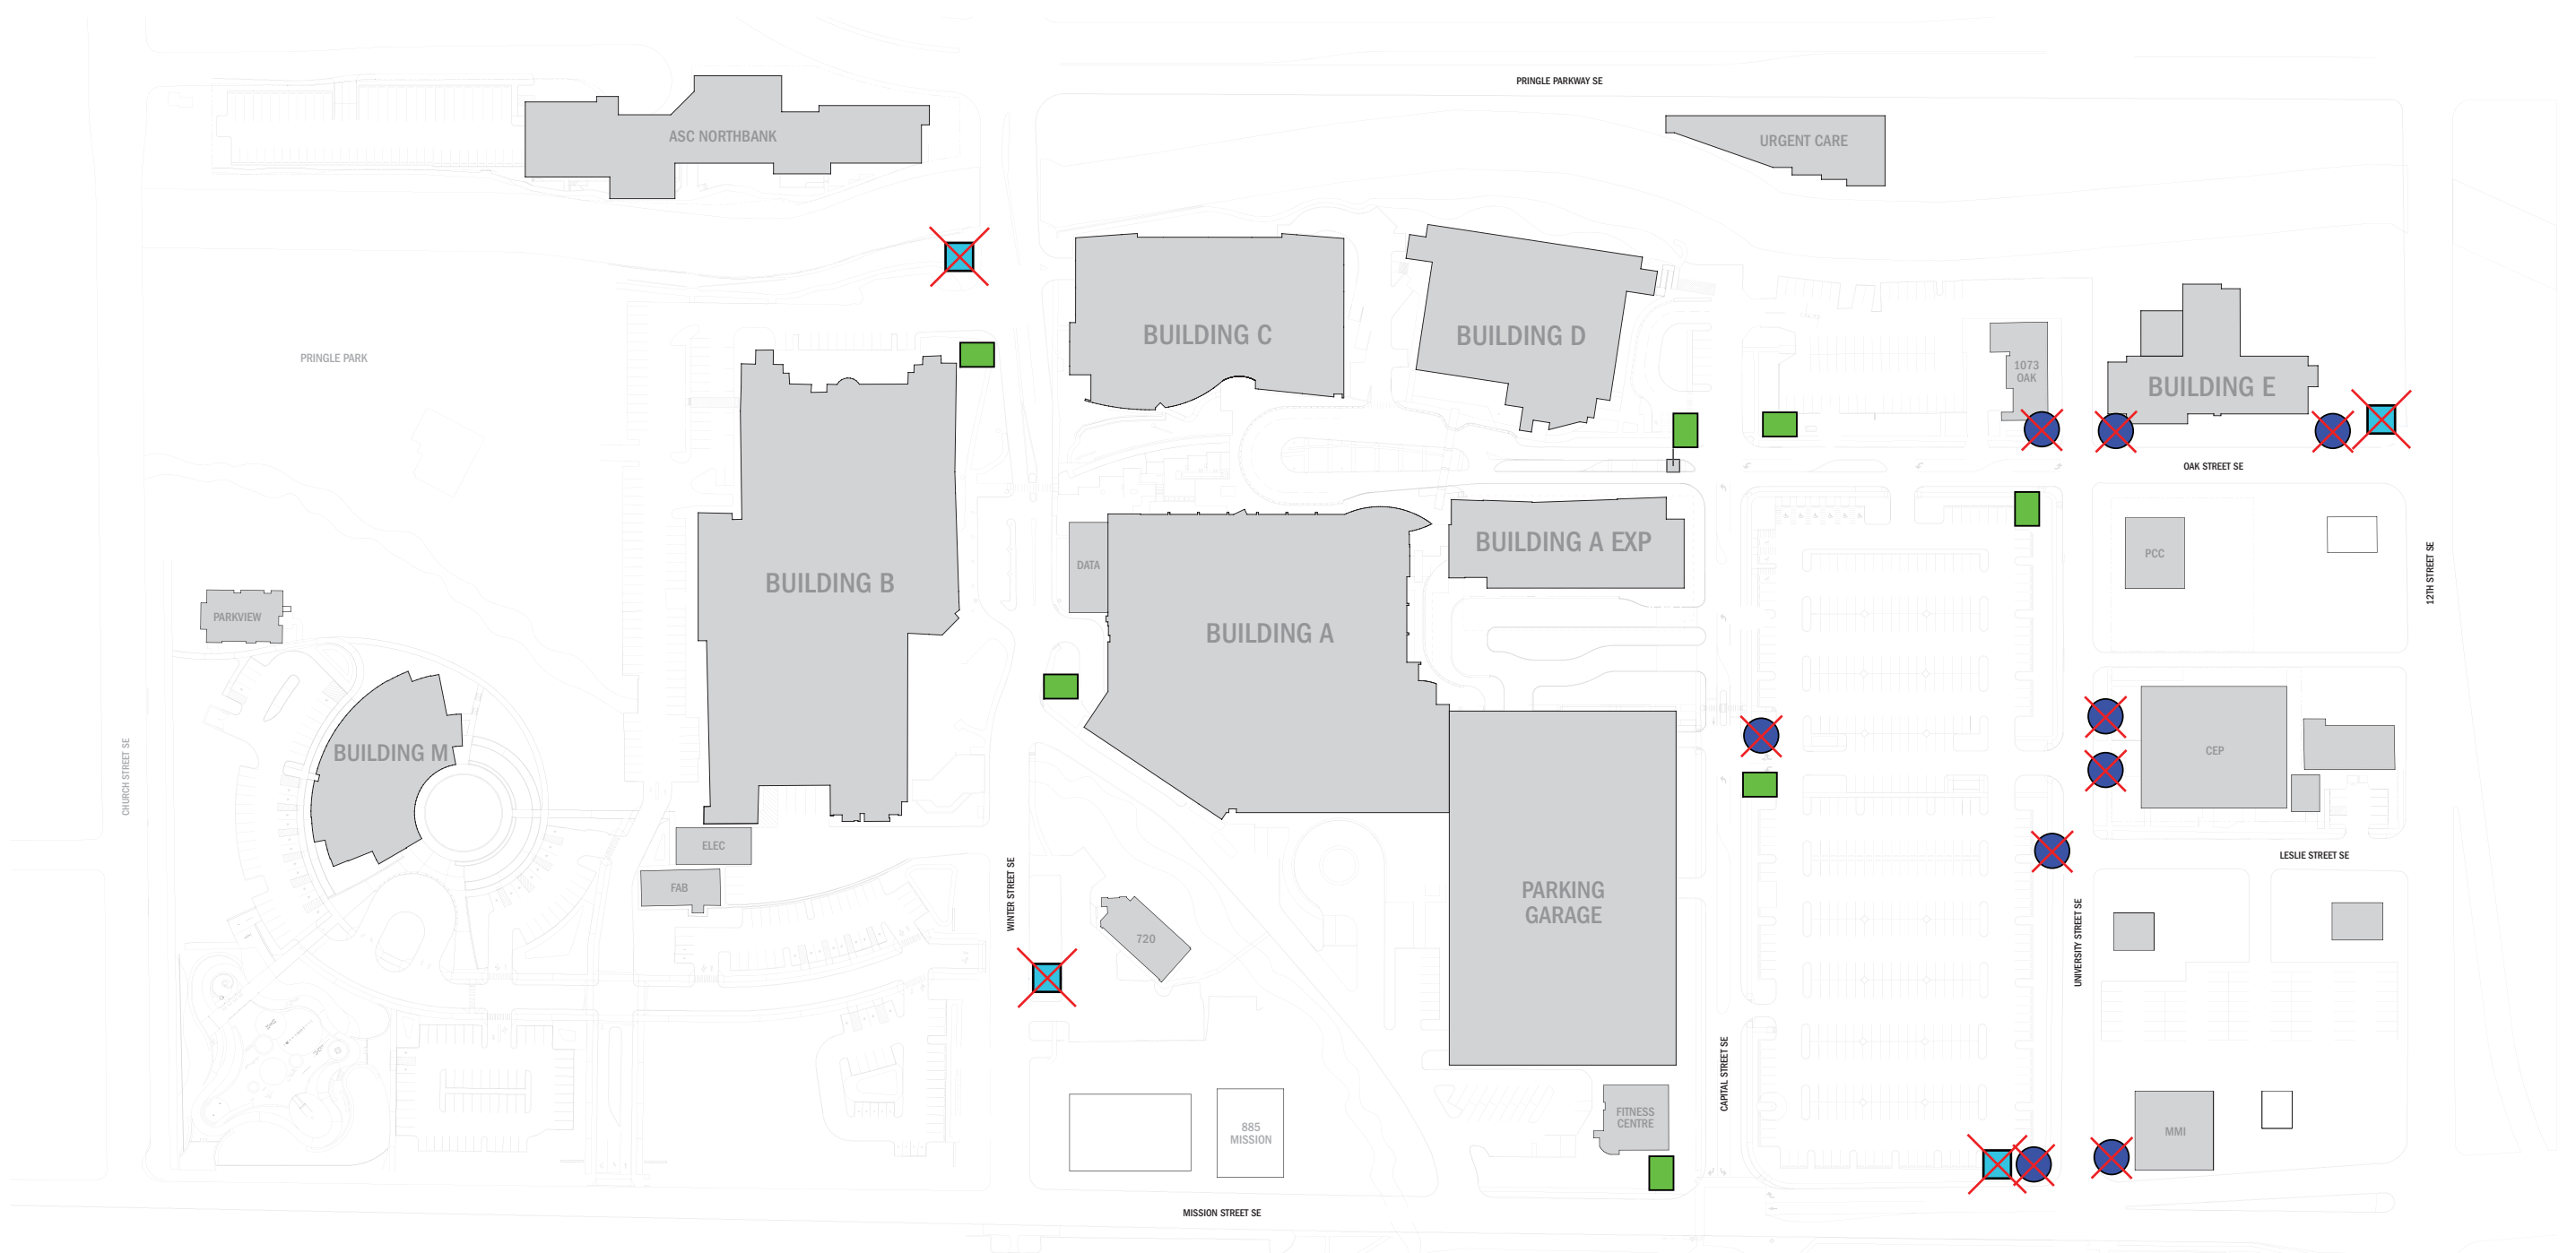 PRINGLE PARKWAY SE
ASC NORTHBANK
URGENT CARE
BUILDING C
BUILDING D
PRINGLE PARK
1073
OAK
BUILDING E
OAK STREET SE
BUILDING B
DATA
BUILDING A EXP
PCC
12TH STREET SE
PARKVIEW
BUILDING A
BUILDING M
CHURCH STREET SE
CEP
ELEC
LESLIE STREET SE
FAB
WINTER STREET SE
720
PARKING
GARAGE
UNIVERSITY STREET SE
CAPITAL STREET SE
885
MISSION
FITNESS
CENTRE
MMI
MISSION STREET SE